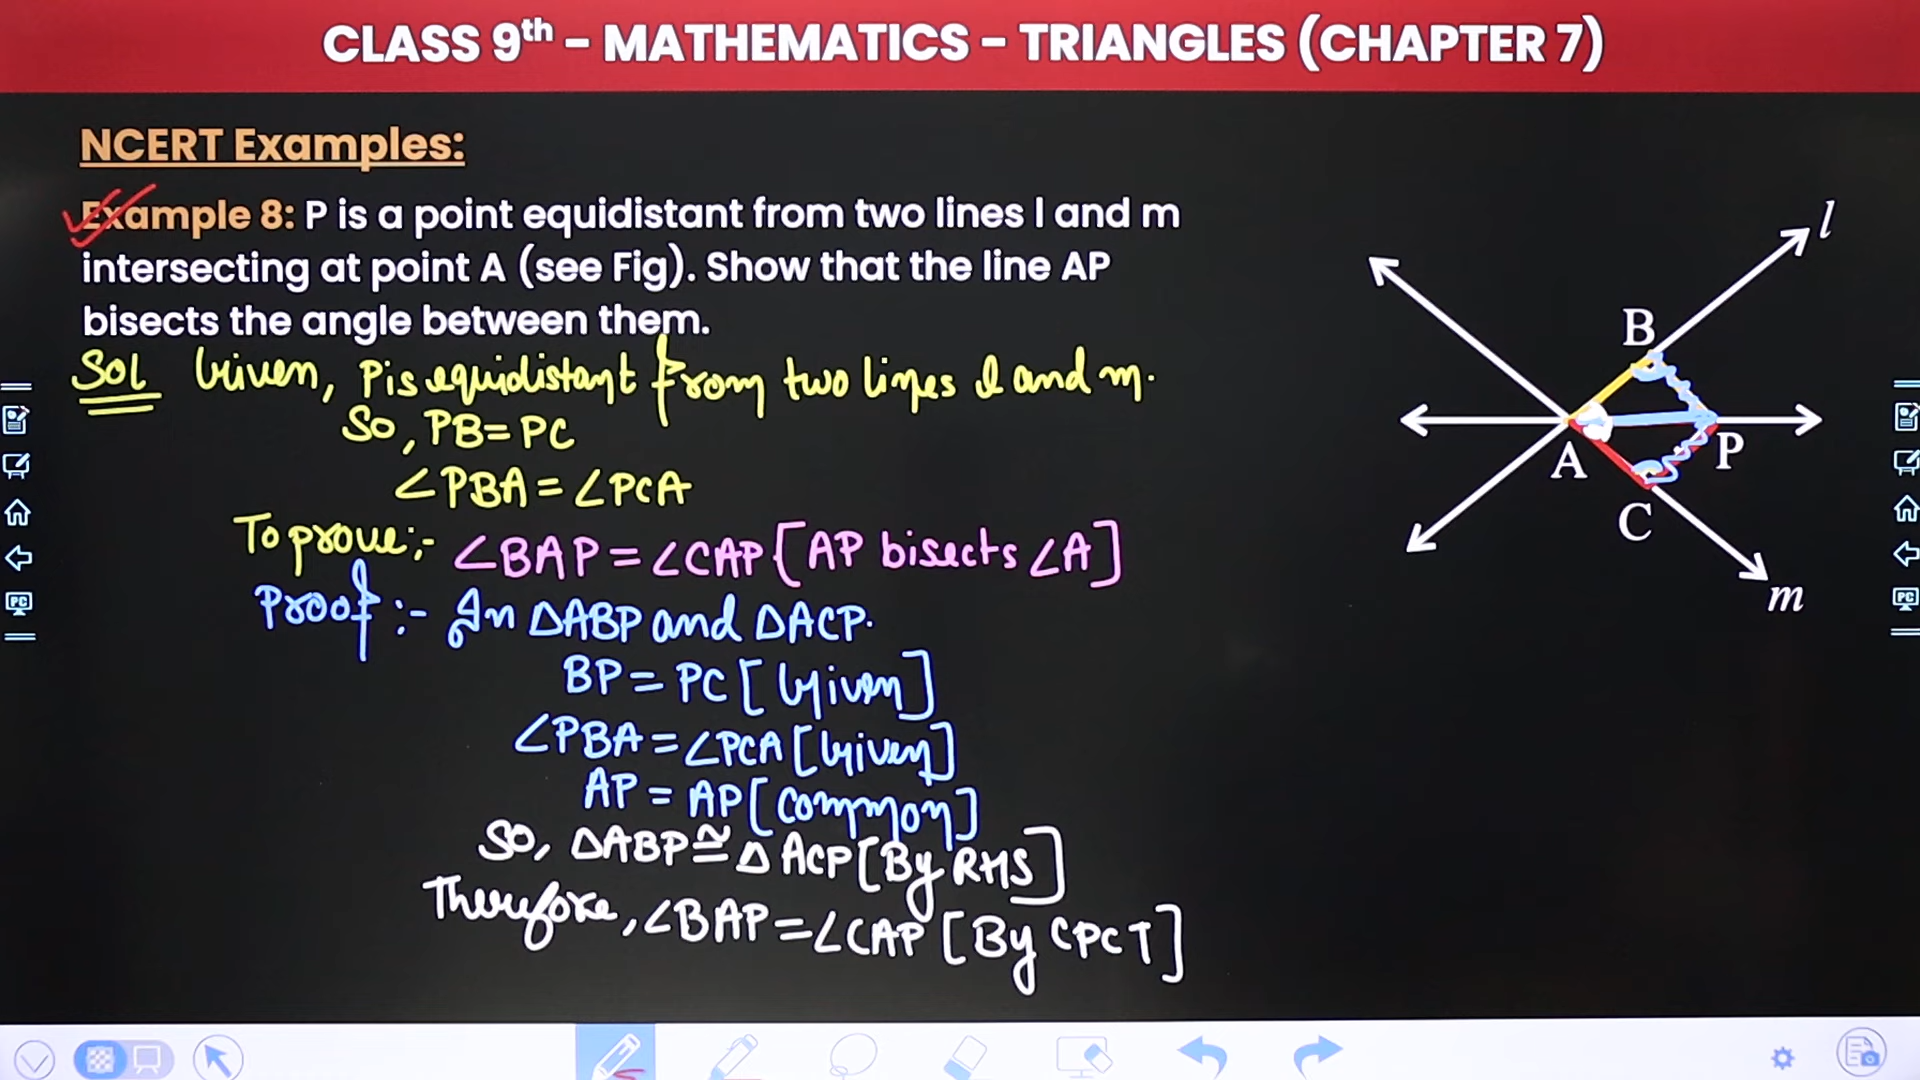 CLASS 9th – MATHEMATICS – TRIANGLES (CHAPTER 7)
NCERT Examples:
Example 8: P is a point equidistant from two lines l and m
intersecting at point A (see Fig). Show that the line AP
bisects the angle between them.
Sol Given, P is equidistant from two lines l and m.
So, PB = PC
∠PBA = ∠PCA
To prove:- ∠BAP = ∠CAP [AP bisects ∠A]
Proof :- In ΔABP and ΔACP.
BP = PC [Given]
∠PBA = ∠PCA [Given]
AP = AP [common]
So, ΔABP ≅ Δ ACP [By RHS]
Therefore, ∠BAP = ∠CAP [By CPCT]
l
B
A
P
C
m
PC
PC